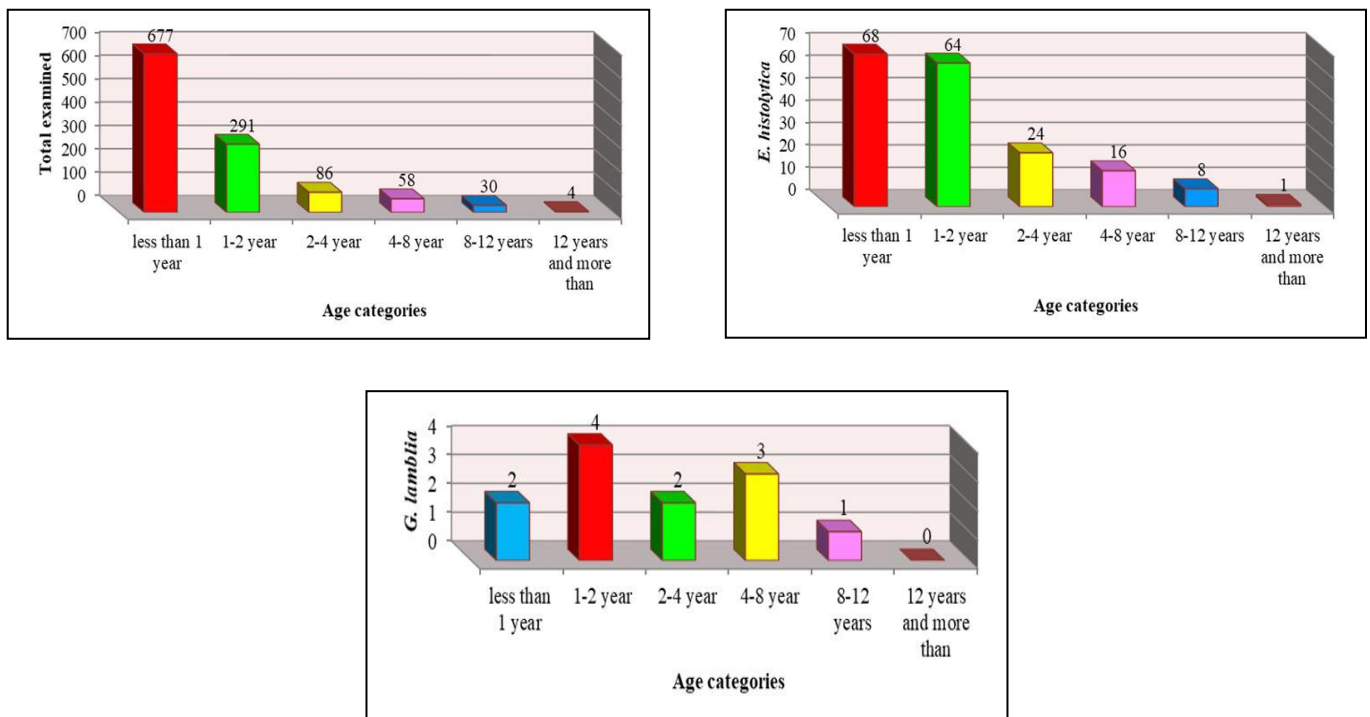 700
600
500
400
300
200
100
0
Total examined
677
291
86
58
30
4
less than 1
year
1-2 year
2-4 year
4-8 year
8-12 years
12 years
and more
than
Age categories
70
60
50
40
30
20
10
0
E. histolytica
68
64
24
16
8
1
less than 1
year
1-2 year
2-4 year
4-8 year
8-12 years
12 years
and more
than
Age categories
4
3
2
1
0
G. lamblia
2
4
2
3
1
0
less than
1 year
1-2 year
2-4 year
4-8 year
8-12
years
12 years
and more
than
Age categories